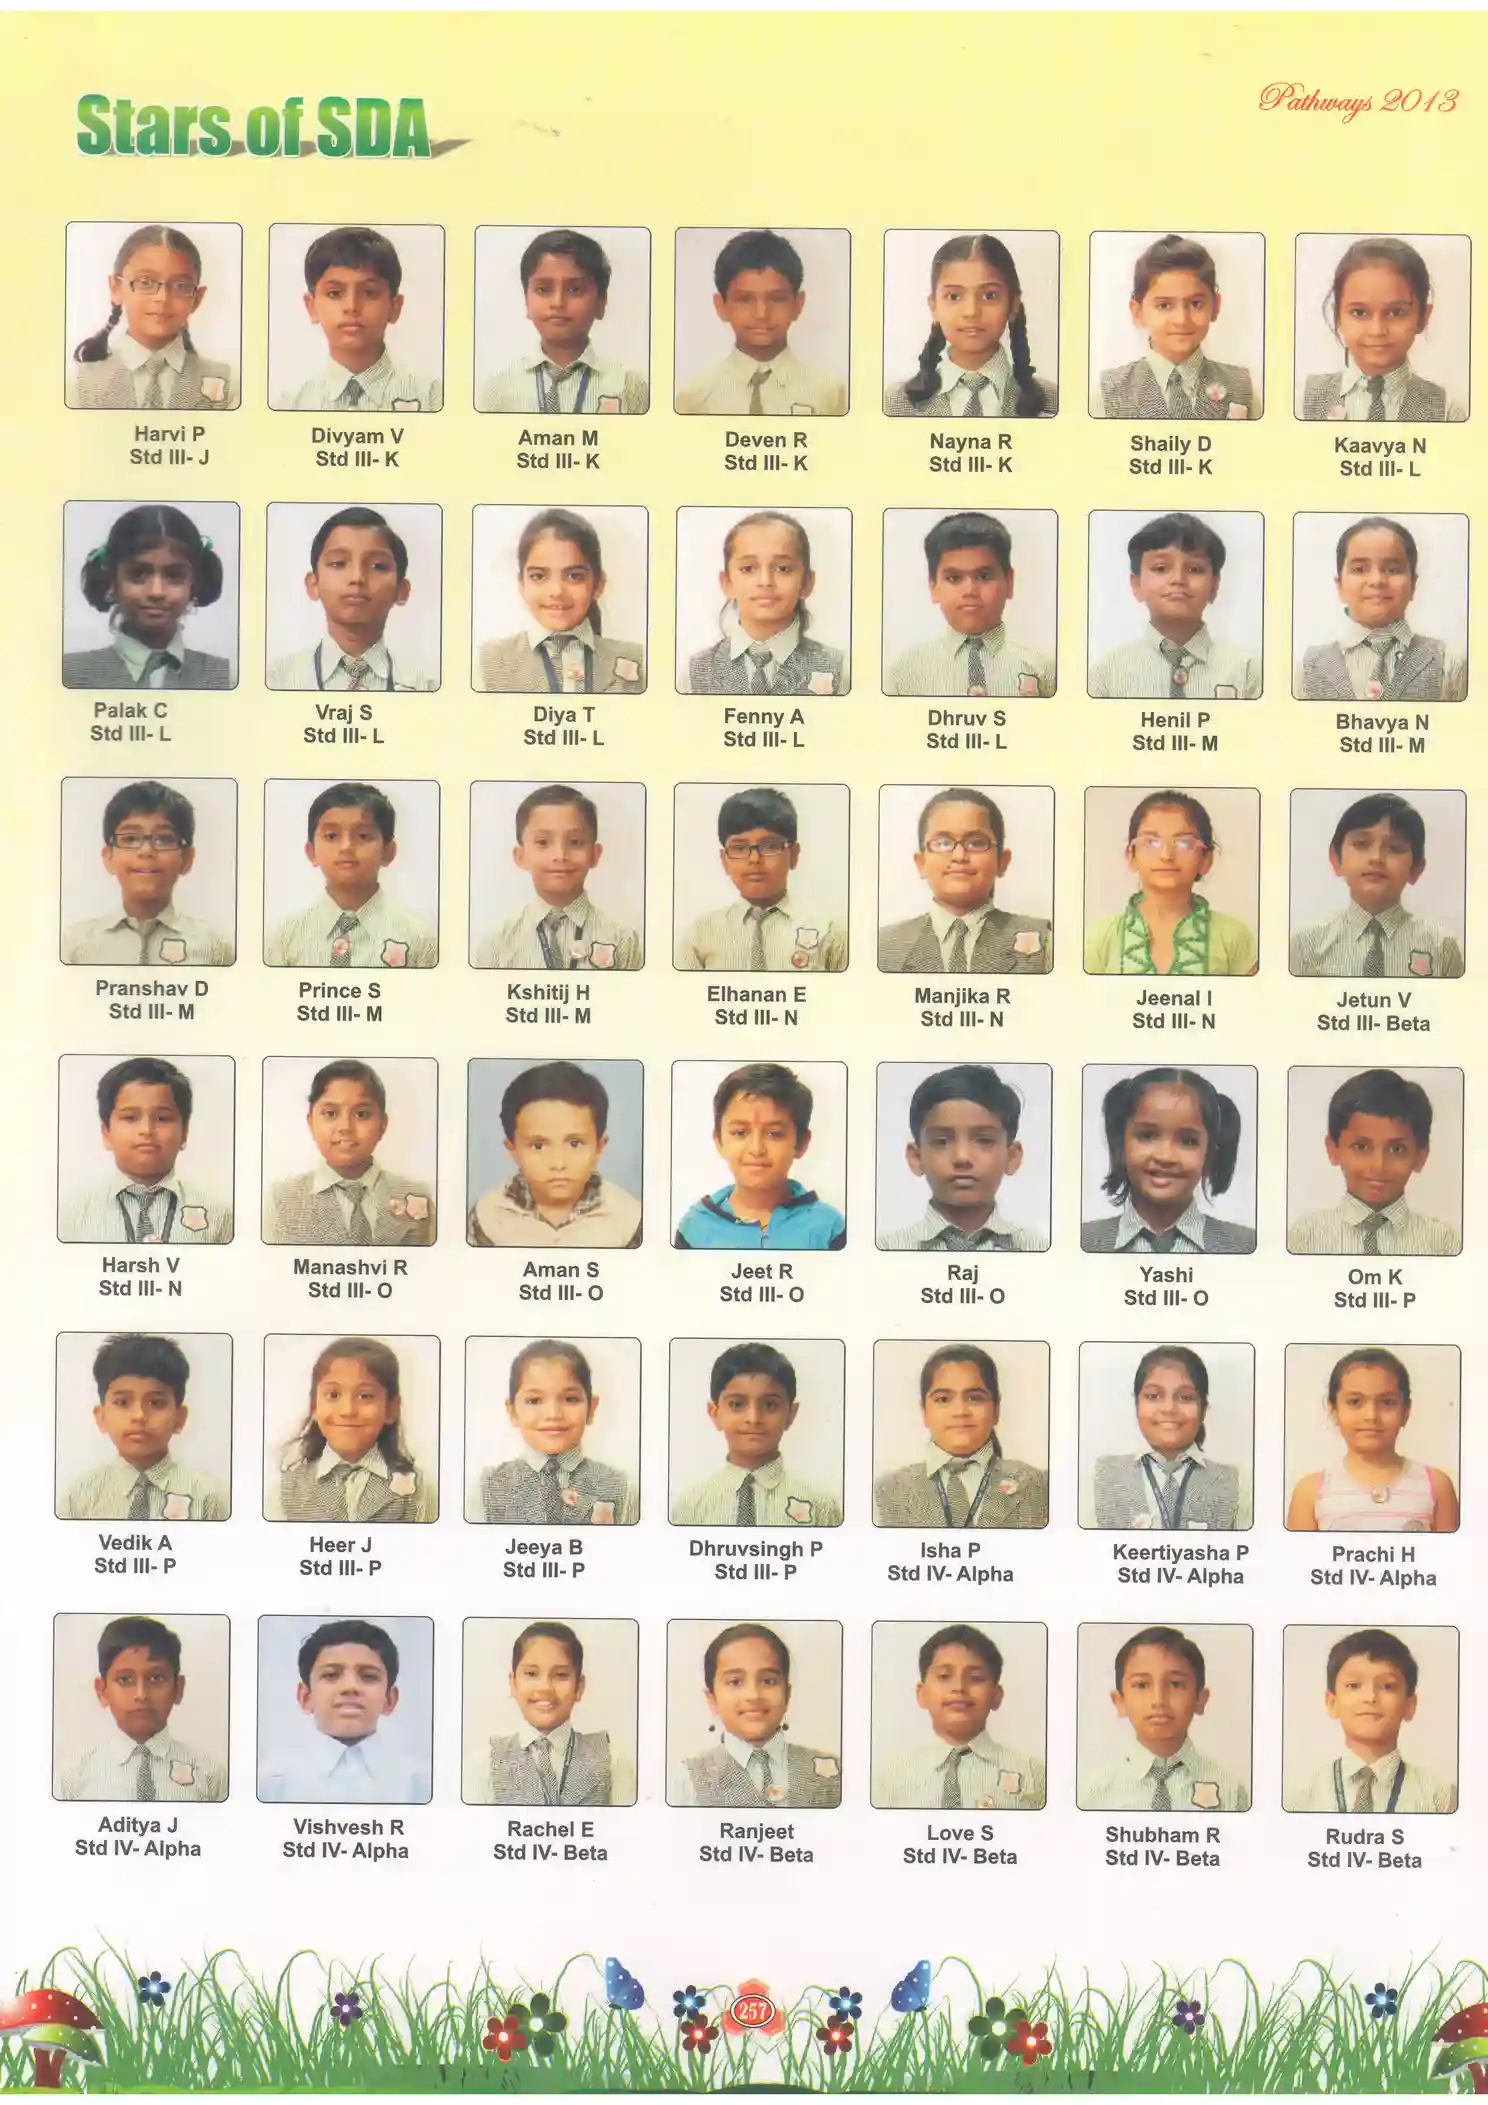 Stars of SDA
Pathways 2013
Harvi P
Std III- J
Divyam V
Std III- K
Aman M
Std III- K
Deven R
Std III- K
Nayna R
Std III- K
Shaily D
Std III- K
Kaavya N
Std III- L
Palak C
Std III- L
Vraj S
Std III- L
Diya T
Std III- L
Fenny A
Std III- L
Dhruv S
Std III- L
Henil P
Std III- M
Bhavya N
Std III- M
Pranshav D
Std III- M
Prince S
Std III- M
Kshitij H
Std III- M
Elhanan E
Std III- N
Manjika R
Std III- N
Jeenal I
Std III- N
Jetun V
Std III- Beta
Harsh V
Std III- N
Manashvi R
Std III- O
Aman S
Std III- O
Jeet R
Std III- O
Raj
Std III- O
Yashi
Std III- O
Om K
Std III- P
Vedik A
Std III- P
Heer J
Std III- P
Jeeya B
Std III- P
Dhruvsingh P
Std III- P
Isha P
Std IV- Alpha
Keertiyasha P
Std IV- Alpha
Prachi H
Std IV- Alpha
Aditya J
Std IV- Alpha
Vishvesh R
Std IV- Alpha
Rachel E
Std IV- Beta
Ranjeet
Std IV- Beta
Love S
Std IV- Beta
Shubham R
Std IV- Beta
Rudra S
Std IV- Beta
257